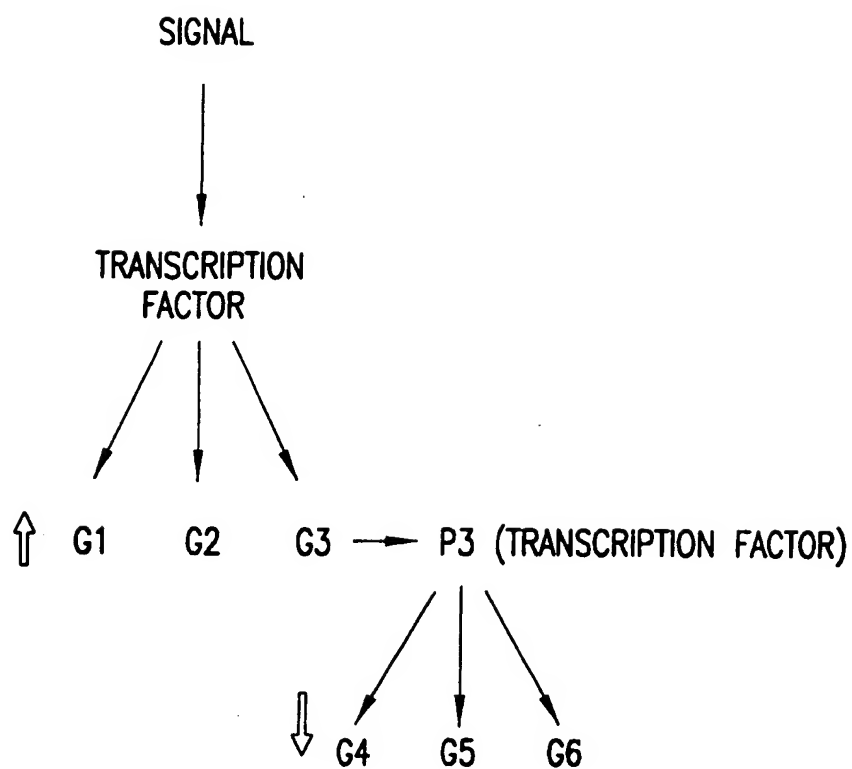 SIGNAL
TRANSCRIPTION
FACTOR
G1 G2 G3 P3 (TRANSCRIPTION FACTOR)
G4 G5 G6